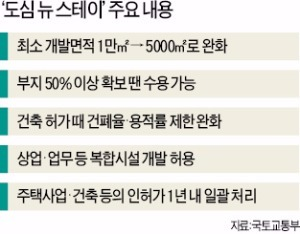 ‘도심 뉴 스테이’ 주요 내용
최소 개발면적 1만㎡→ 5000㎡로 완화
부지 50% 이상 확보 땐 수용 가능
건축 허가 때 건폐율·용적률 제한 완화
상업·업무 등 복합시설 개발 허용
주택사업·건축 등의 인허가 1년 내 일괄 처리
자료:국토교통부